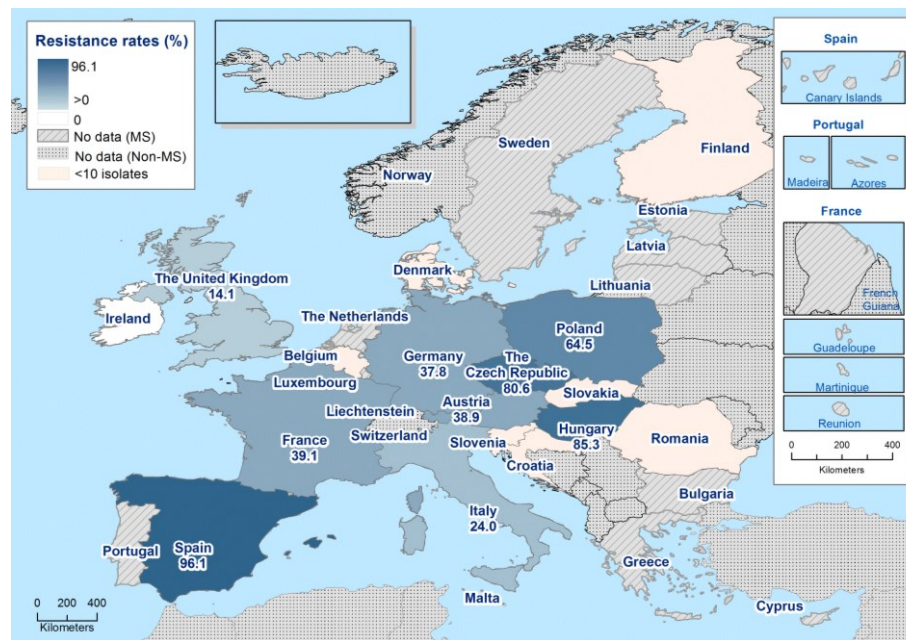 Resistance rates (%)
96.1
>0
0
No data (MS)
No data (Non-MS)
<10 isolates
Spain
Canary Islands
Portugal
Madeira
Azores
France
French
Guiana
Guadeloupe
Martinique
Reunion
0 200 400
Kilometers
Sweden
Finland
Norway
Estonia
Latvia
Denmark
Lithuania
The United Kingdom
14.1
Ireland
The Netherlands
Poland
64.5
Belgium
Germany
37.8
The
Czech Republic
80.6
Luxembourg
Slovakia
Austria
38.9
Liechtenstein
Hungary
85.3
Switzerland
Slovenia
Romania
France
39.1
Croatia
Italy
24.0
Bulgaria
Portugal
Spain
96.1
Greece
Malta
Cyprus
0 200 400
Kilometers